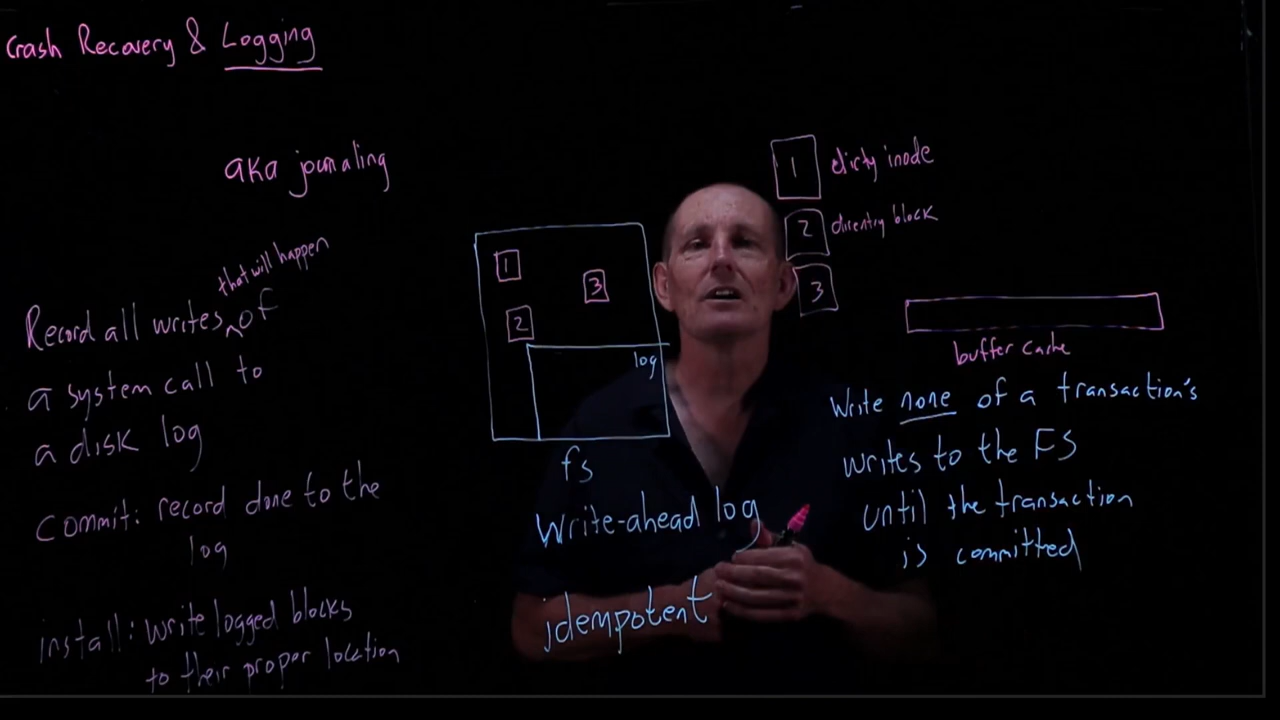 Crash Recovery & Logging
aka journaling
Record all writes that will happen of
a system call to
a disk log
Commit: record done to the
log
install: Write logged blocks
to their proper location
1
2
3
log
fs
Write-ahead log
idempotent
1 dirty inode
2 direntry block
3
buffer cache
Write none of a transaction's
writes to the FS
until the transaction
is committed